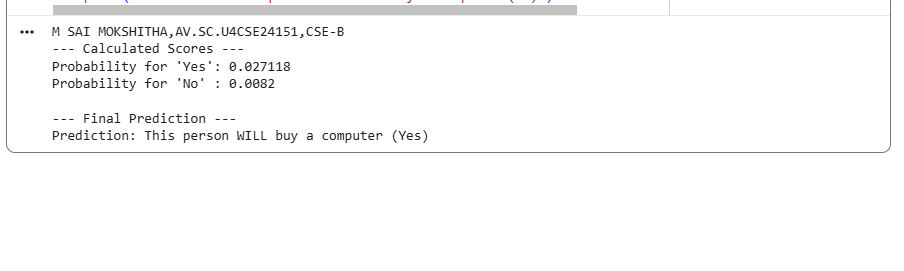 M SAI MOKSHITHA,AV.SC.U4CSE24151,CSE-B
--- Calculated Scores ---
Probability for 'Yes': 0.027118
Probability for 'No' : 0.0082
--- Final Prediction ---
Prediction: This person WILL buy a computer (Yes)